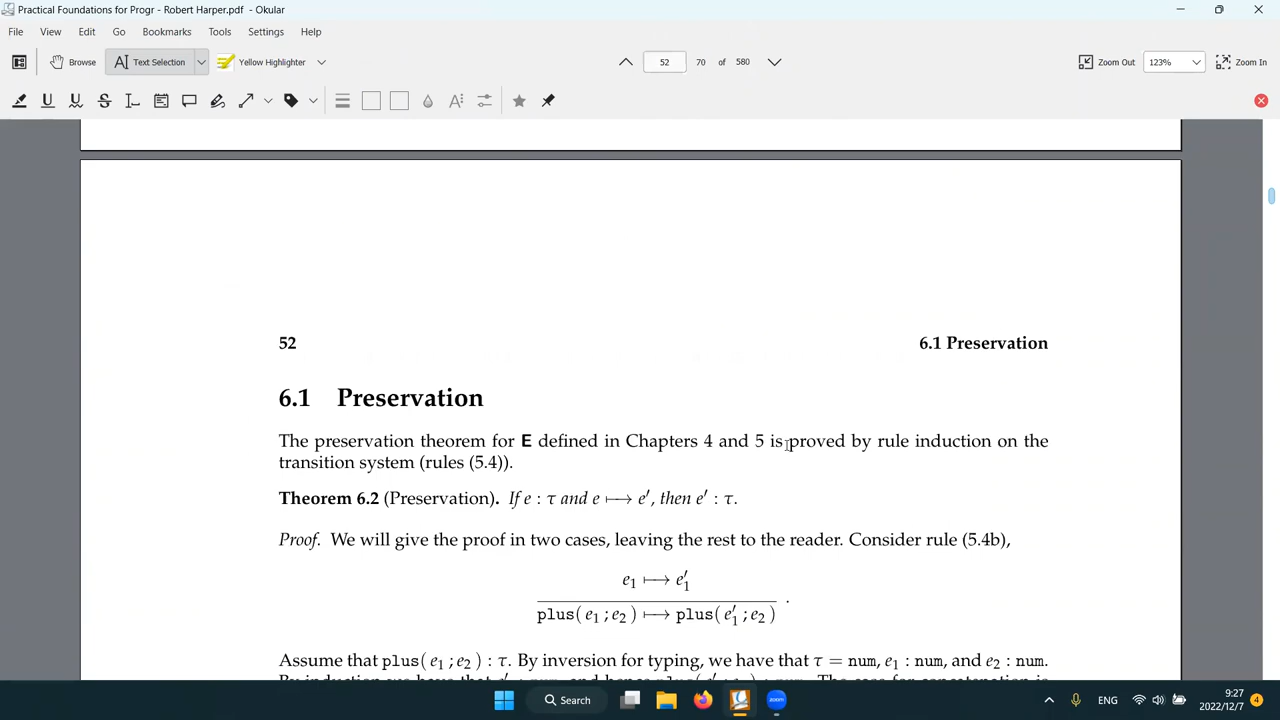 Practical Foundations for Progr - Robert Harper.pdf - Okular
File View Edit Go Bookmarks Tools Settings Help
Browse Text Selection Yellow Highlighter 52 70 of 580 Zoom Out 123% Zoom In
52 6.1 Preservation
6.1 Preservation
The preservation theorem for E defined in Chapters 4 and 5 is proved by rule induction on the
transition system (rules (5.4)).
Theorem 6.2 (Preservation). If e : τ and e ⟼ e′, then e′ : τ.
Proof. We will give the proof in two cases, leaving the rest to the reader. Consider rule (5.4b),
e₁ ⟼ e₁′
plus(e₁;e₂) ⟼ plus(e₁′;e₂) .
Assume that plus(e₁;e₂) : τ. By inversion for typing, we have that τ = num, e₁ : num, and e₂ : num.
Search ENG 9:27
2022/12/7 4
zoom